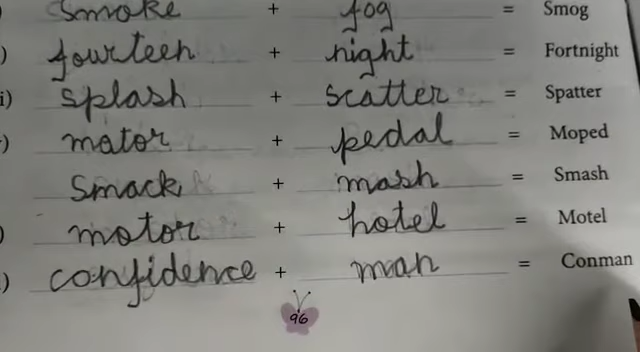 Smoke + fog = Smog
) fourteen + night = Fortnight
i) splash + scatter = Spatter
) motor + pedal = Moped
Smack + mash = Smash
) motor + hotel = Motel
) confidence + man = Conman
96